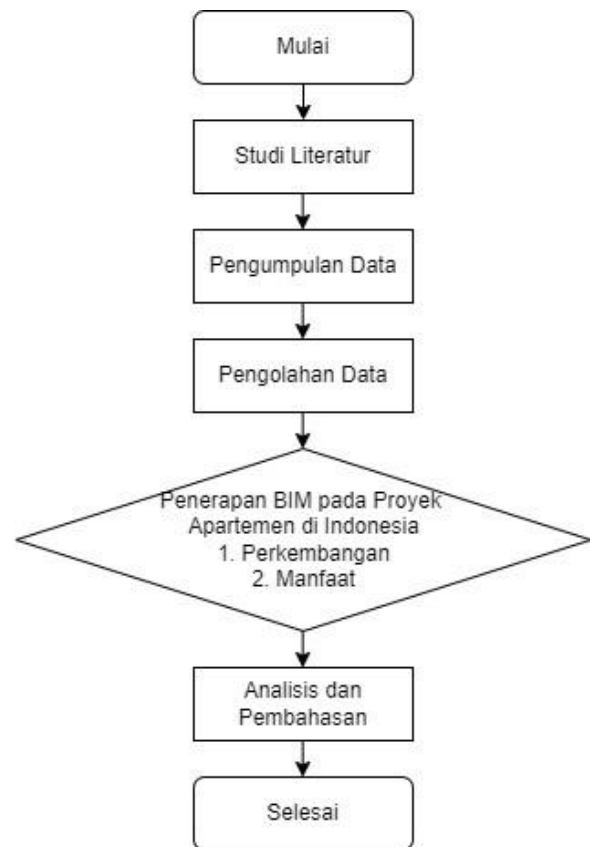 Mulai
Studi Literatur
Pengumpulan Data
Pengolahan Data
Penerapan BIM pada Proyek
Apartemen di Indonesia
1. Perkembangan
2. Manfaat
Analisis dan
Pembahasan
Selesai